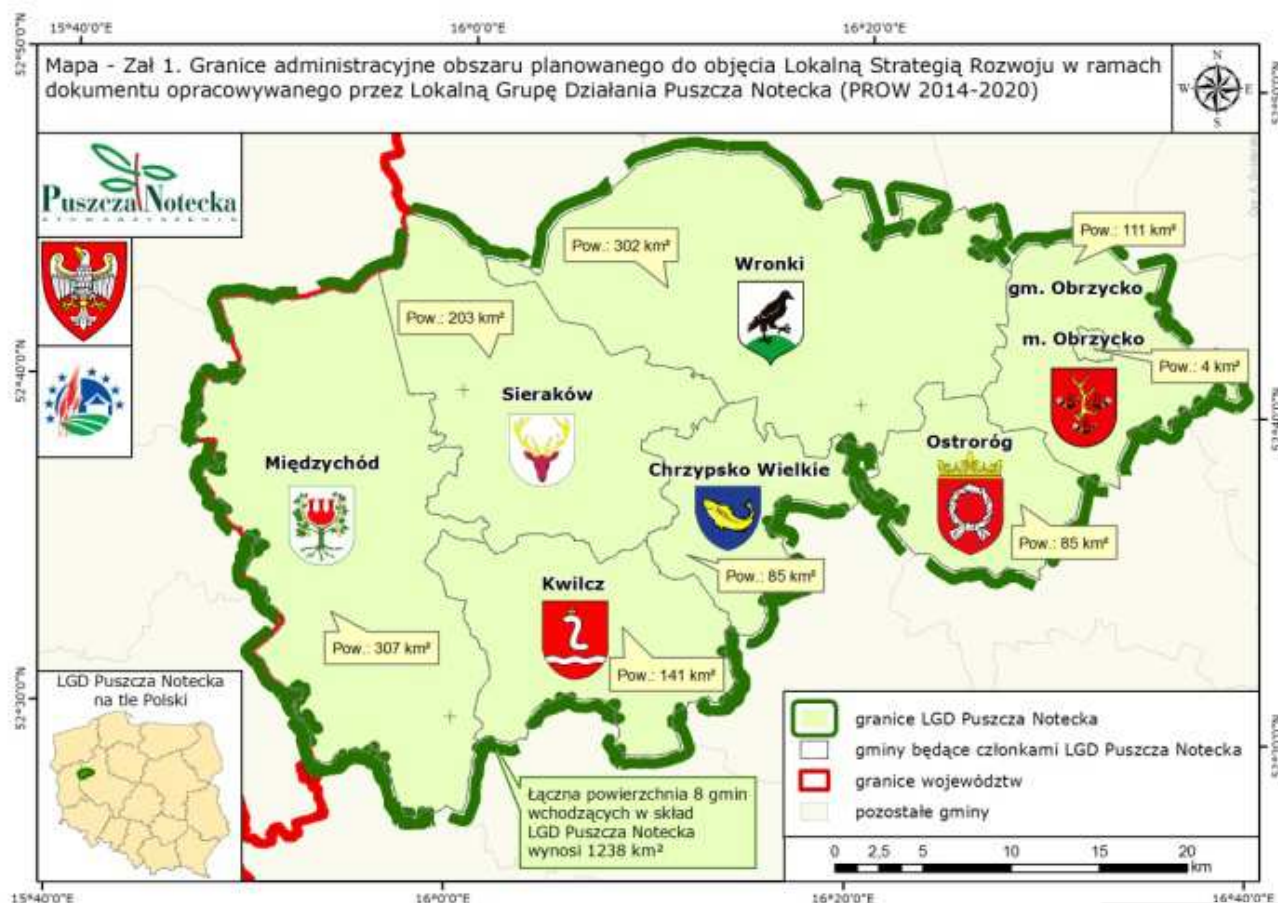 15°40'0"E 16°0'0"E 16°20'0"E
52°50'0"N
Mapa - Zał 1. Granice administracyjne obszaru planowanego do objęcia Lokalną Strategią Rozwoju w ramach
dokumentu opracowywanego przez Lokalną Grupę Działania Puszcza Notecka (PROW 2014-2020)
N
W E
S
Puszcza Notecka
STOWARZYSZENIE
Pow.: 302 km²
Pow.: 111 km²
Wronki
gm. Obrzycko
Pow.: 203 km²
m. Obrzycko
Pow.: 4 km²
52°40'0"N
Sieraków
Ostroróg
Międzychód
Chrzypsko Wielkie
Pow.: 85 km²
Pow.: 85 km²
Kwilcz
Pow.: 307 km²
Pow.: 141 km²
LGD Puszcza Notecka
na tle Polski
52°30'0"N
granice LGD Puszcza Notecka
gminy będące członkami LGD Puszcza Notecka
granice województw
pozostałe gminy
Łączna powierzchnia 8 gmin
wchodzących w skład
LGD Puszcza Notecka
wynosi 1238 km²
0 2,5 5 10 15 20
km
15°40'0"E 16°0'0"E 16°20'0"E 16°40'0"E